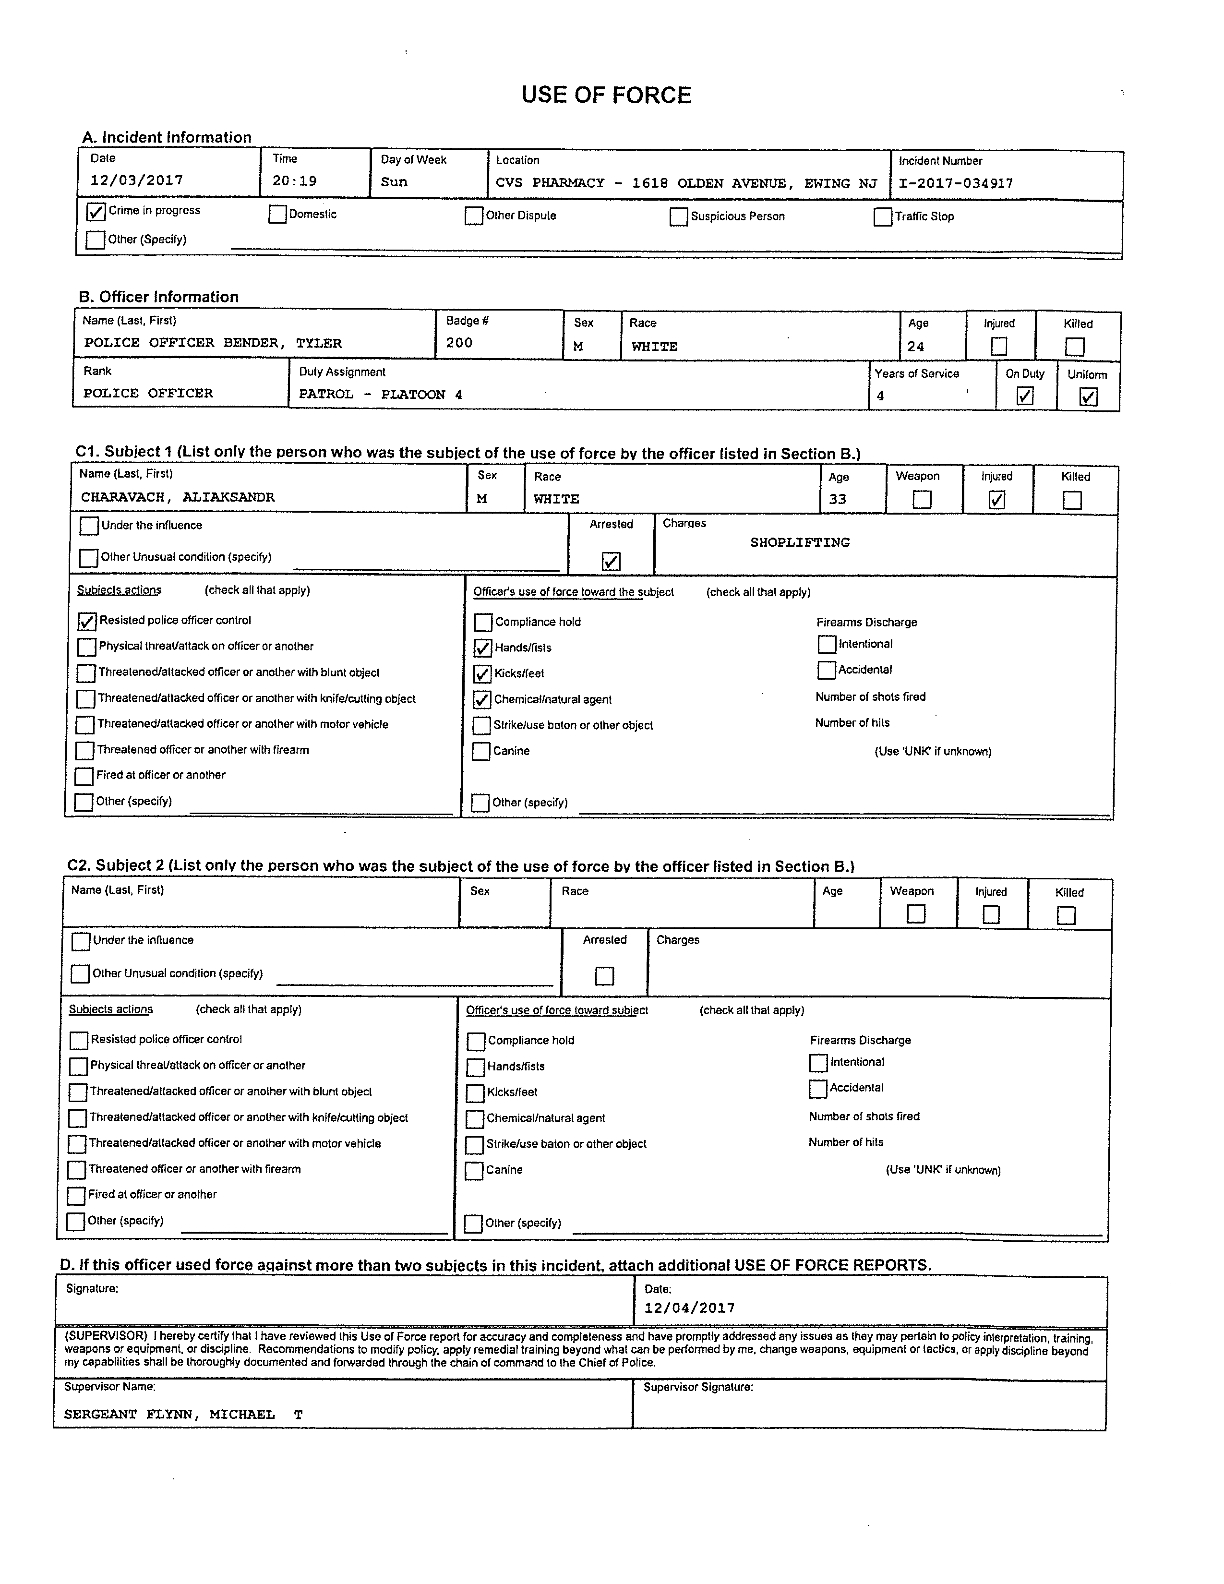 USE OF FORCE
A. Incident Information
Date Time Day of Week Location Incident Number
12/03/2017 20:19 Sun CVS PHARMACY - 1618 OLDEN AVENUE, EWING NJ I-2017-034917
Crime in progress Domestic Other Dispute Suspicious Person Traffic Stop
Other (Specify)
B. Officer Information
Name (Last, First) Badge # Sex Race Age Injured Killed
POLICE OFFICER BENDER, TYLER 200 M WHITE 24
Rank Duty Assignment Years of Service On Duty Uniform
POLICE OFFICER PATROL - PLATOON 4 4
C1. Subject 1 (List only the person who was the subject of the use of force by the officer listed in Section B.)
Name (Last, First) Sex Race Age Weapon Injured Killed
CHARAVACH, ALIAKSANDR M WHITE 33
Under the influence Arrested Charges
SHOPLIFTING
Other Unusual condition (specify)
Subjects actions (check all that apply) Officer's use of force toward the subject (check all that apply)
Resisted police officer control Compliance hold Firearms Discharge
Physical threat/attack on officer or another Hands/fists Intentional
Threatened/attacked officer or another with blunt object Kicks/feet Accidental
Threatened/attacked officer or another with knife/cutting object Chemical/natural agent Number of shots fired
Threatened/attacked officer or another with motor vehicle Strike/use baton or other object Number of hits
Threatened officer or another with firearm Canine (Use 'UNK' if unknown)
Fired at officer or another
Other (specify) Other (specify)
C2. Subject 2 (List only the person who was the subject of the use of force by the officer listed in Section B.)
Name (Last, First) Sex Race Age Weapon Injured Killed
Under the influence Arrested Charges
Other Unusual condition (specify)
Subjects actions (check all that apply) Officer's use of force toward subject (check all that apply)
Resisted police officer control Compliance hold Firearms Discharge
Physical threat/attack on officer or another Hands/fists Intentional
Threatened/attacked officer or another with blunt object Kicks/feet Accidental
Threatened/attacked officer or another with knife/cutting object Chemical/natural agent Number of shots fired
Threatened/attacked officer or another with motor vehicle Strike/use baton or other object Number of hits
Threatened officer or another with firearm Canine (Use 'UNK' if unknown)
Fired at officer or another
Other (specify) Other (specify)
D. If this officer used force against more than two subjects in this incident, attach additional USE OF FORCE REPORTS.
Signature: Date:
12/04/2017
(SUPERVISOR) I hereby certify that I have reviewed this Use of Force report for accuracy and completeness and have promptly addressed any issues as they may pertain to policy interpretation, training,
weapons or equipment, or discipline. Recommendations to modify policy, apply remedial training beyond what can be performed by me, change weapons, equipment or tactics, or apply discipline beyond
my capabilities shall be thoroughly documented and forwarded through the chain of command to the Chief of Police.
Supervisor Name: Supervisor Signature:
SERGEANT FLYNN, MICHAEL T